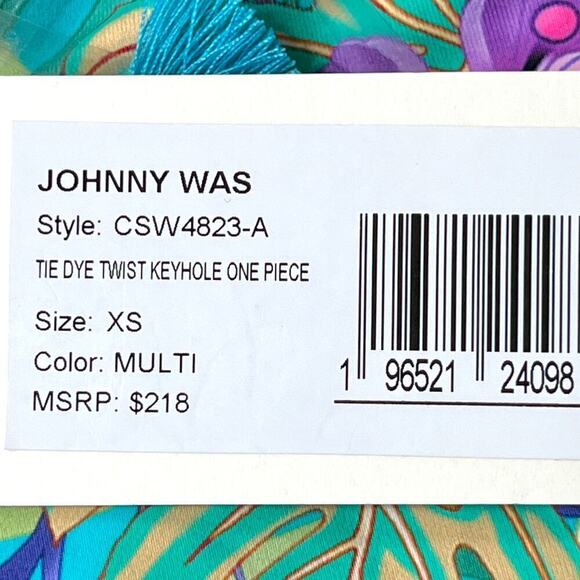 JOHNNY WAS
Style: CSW4823-A
TIE DYE TWIST KEYHOLE ONE PIECE
Size: XS
Color: MULTI
MSRP: $218
1 96521 24098